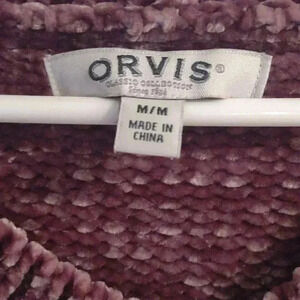 ORVIS®
CLASSIC COLLECTION
Since 1856
M/M
MADE IN
CHINA